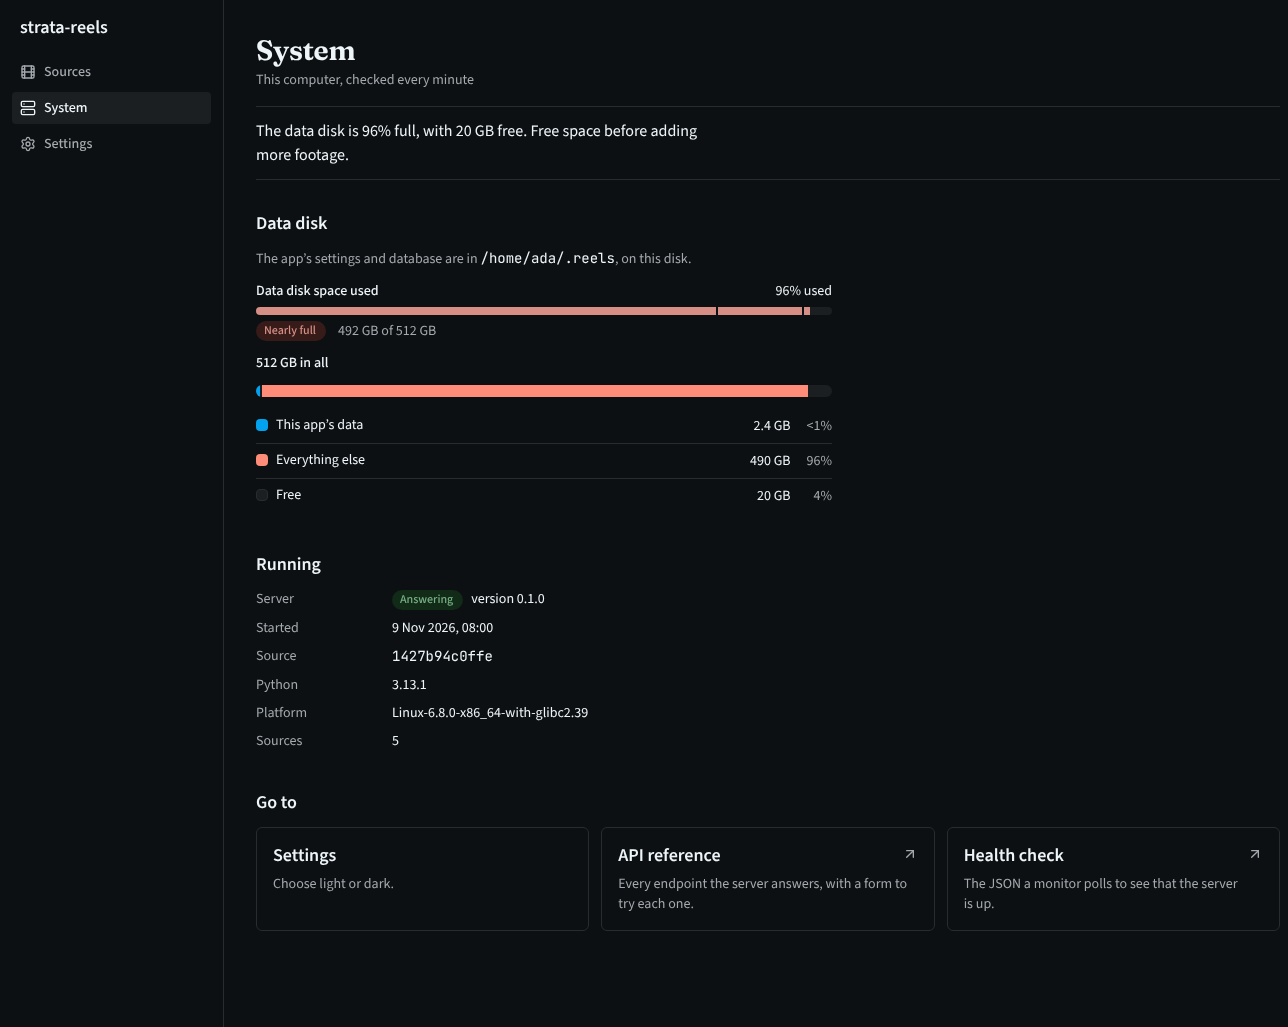 strata-reels
Sources
System
Settings
System
This computer, checked every minute
The data disk is 96% full, with 20 GB free. Free space before adding
more footage.
Data disk
The app’s settings and database are in /home/ada/.reels, on this disk.
Data disk space used 96% used
Nearly full 492 GB of 512 GB
512 GB in all
This app’s data 2.4 GB <1%
Everything else 490 GB 96%
Free 20 GB 4%
Running
Server Answering version 0.1.0
Started 9 Nov 2026, 08:00
Source 1427b94c0ffe
Python 3.13.1
Platform Linux-6.8.0-x86_64-with-glibc2.39
Sources 5
Go to
Settings
Choose light or dark.
API reference
Every endpoint the server answers, with a form to
try each one.
Health check
The JSON a monitor polls to see that the server
is up.